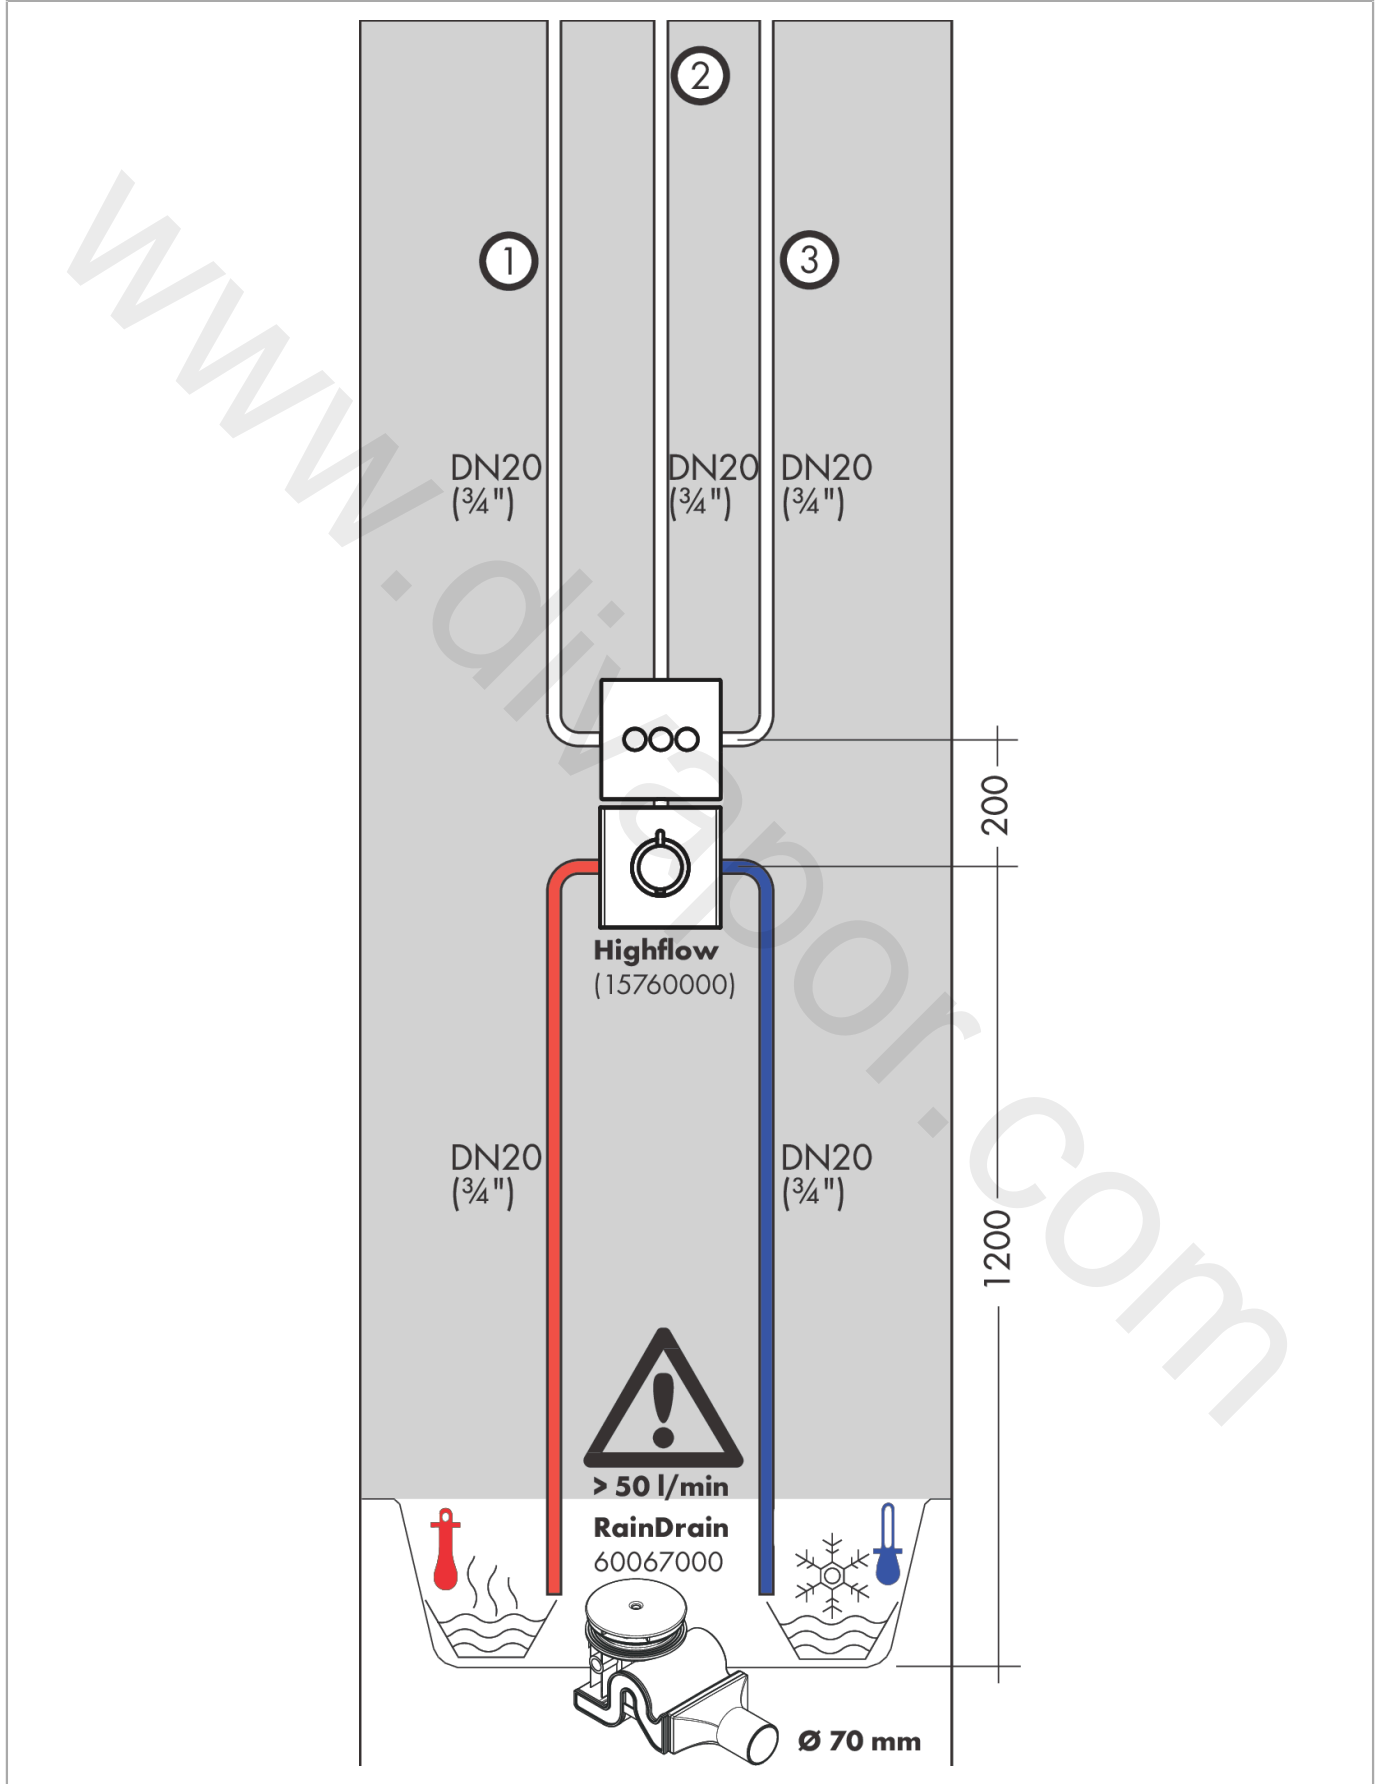 2
1
3
DN20
(¾")
DN20
(¾")
DN20
(¾")
200
Highflow
(15760000)
DN20
(¾")
DN20
(¾")
1200
> 50 l/min
RainDrain
60067000
Ø 70 mm
www.divapor.com